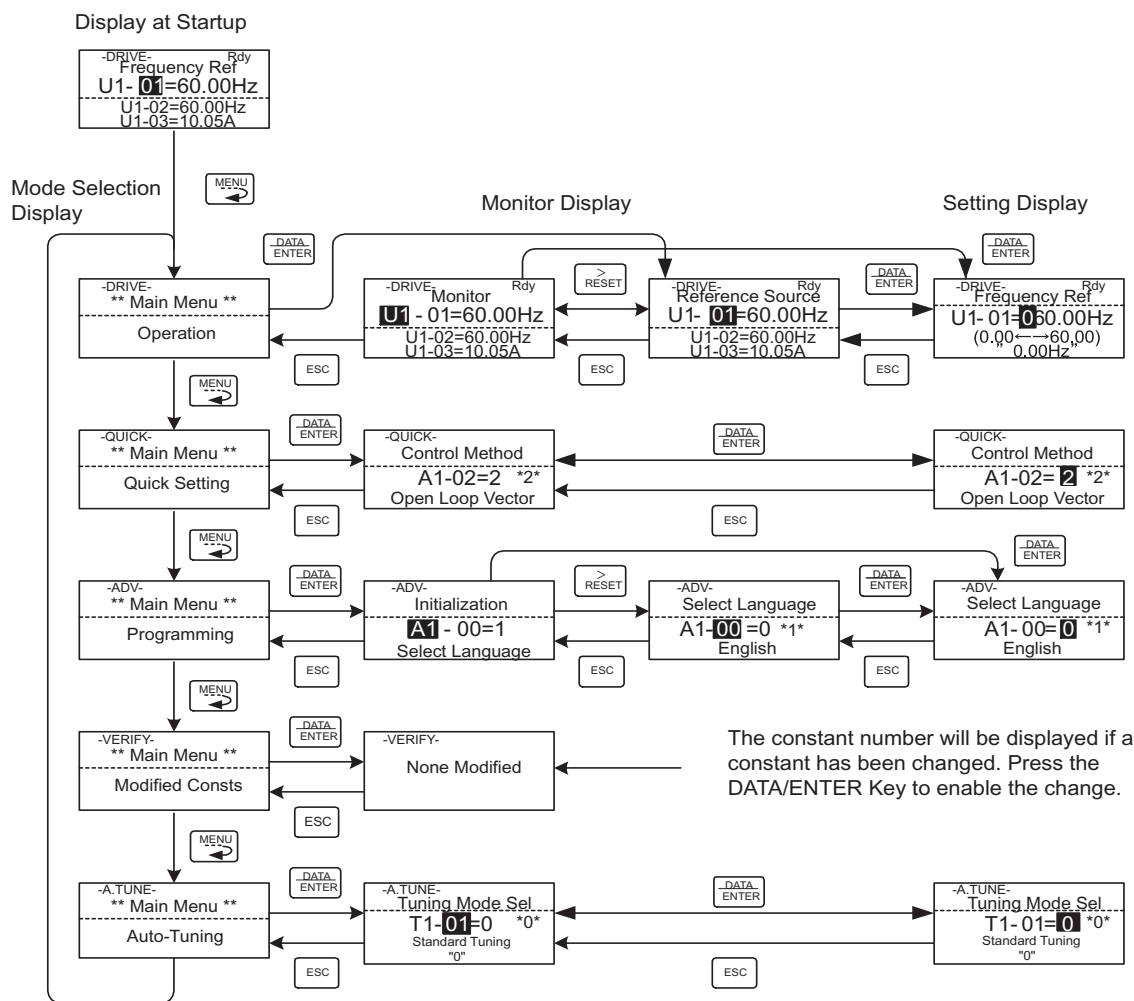 Display at Startup
-DRIVE- Rdy
Frequency Ref
U1- 01=60.00Hz
U1-02=60.00Hz
U1-03=10.05A
Mode Selection
Display
MENU
Monitor Display
Setting Display
DATA
ENTER
DATA
ENTER
-DRIVE-
** Main Menu **
Operation
-DRIVE- Rdy
Monitor
U1 - 01=60.00Hz
U1-02=60.00Hz
U1-03=10.05A
>
RESET
-DRIVE- Rdy
Reference Source
U1- 01=60.00Hz
U1-02=60.00Hz
U1-03=10.05A
DATA
ENTER
-DRIVE- Rdy
Frequency Ref
U1- 01=060.00Hz
(0.00←→60,00)
" 0.00Hz"
ESC
ESC
ESC
MENU
-QUICK-
** Main Menu **
Quick Setting
DATA
ENTER
-QUICK-
Control Method
A1-02=2 *2*
Open Loop Vector
DATA
ENTER
-QUICK-
Control Method
A1-02= 2 *2*
Open Loop Vector
ESC
ESC
MENU
DATA
ENTER
-ADV-
** Main Menu **
Programming
DATA
ENTER
-ADV-
Initialization
A1 - 00=1
Select Language
>
RESET
-ADV-
Select Language
A1-00 =0 *1*
English
DATA
ENTER
-ADV-
Select Language
A1- 00= 0 *1*
English
ESC
ESC
ESC
MENU
-VERIFY-
** Main Menu **
Modified Consts
DATA
ENTER
-VERIFY-
None Modified
The constant number will be displayed if a
constant has been changed. Press the
DATA/ENTER Key to enable the change.
ESC
MENU
-A.TUNE-
** Main Menu **
Auto-Tuning
DATA
ENTER
-A.TUNE-
Tuning Mode Sel
T1-01=0 *0*
Standard Tuning
"0"
DATA
ENTER
-A.TUNE-
Tuning Mode Sel
T1- 01= 0 *0*
Standard Tuning
"0"
ESC
ESC